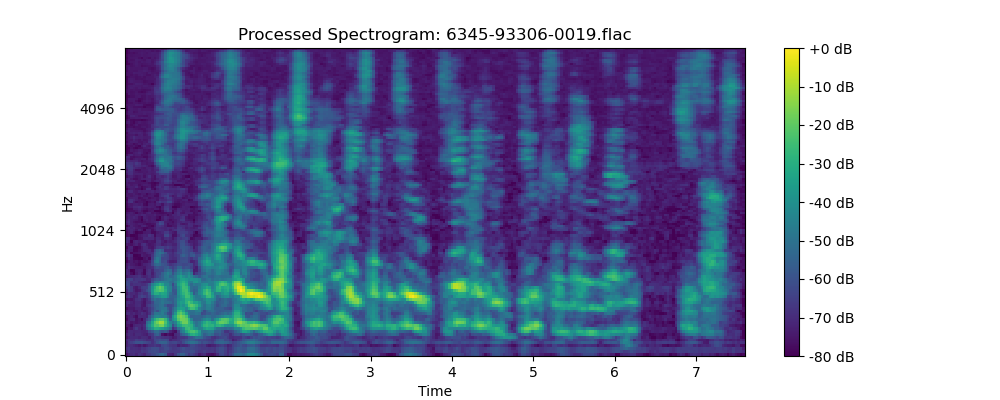 Processed Spectrogram: 6345-93306-0019.flac
Hz
4096
2048
1024
512
0
0 1 2 3 4 5 6 7
Time
+0 dB
-10 dB
-20 dB
-30 dB
-40 dB
-50 dB
-60 dB
-70 dB
-80 dB